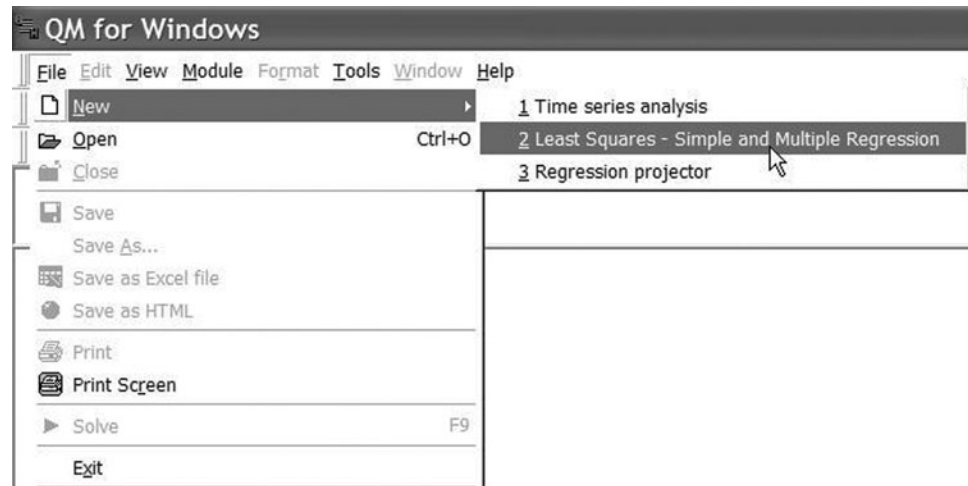 QM for Windows
File Edit View Module Format Tools Window Help
New
1 Time series analysis
Open Ctrl+O
2 Least Squares - Simple and Multiple Regression
Close
3 Regression projector
Save
Save As...
Save as Excel file
Save as HTML
Print
Print Screen
Solve F9
Exit